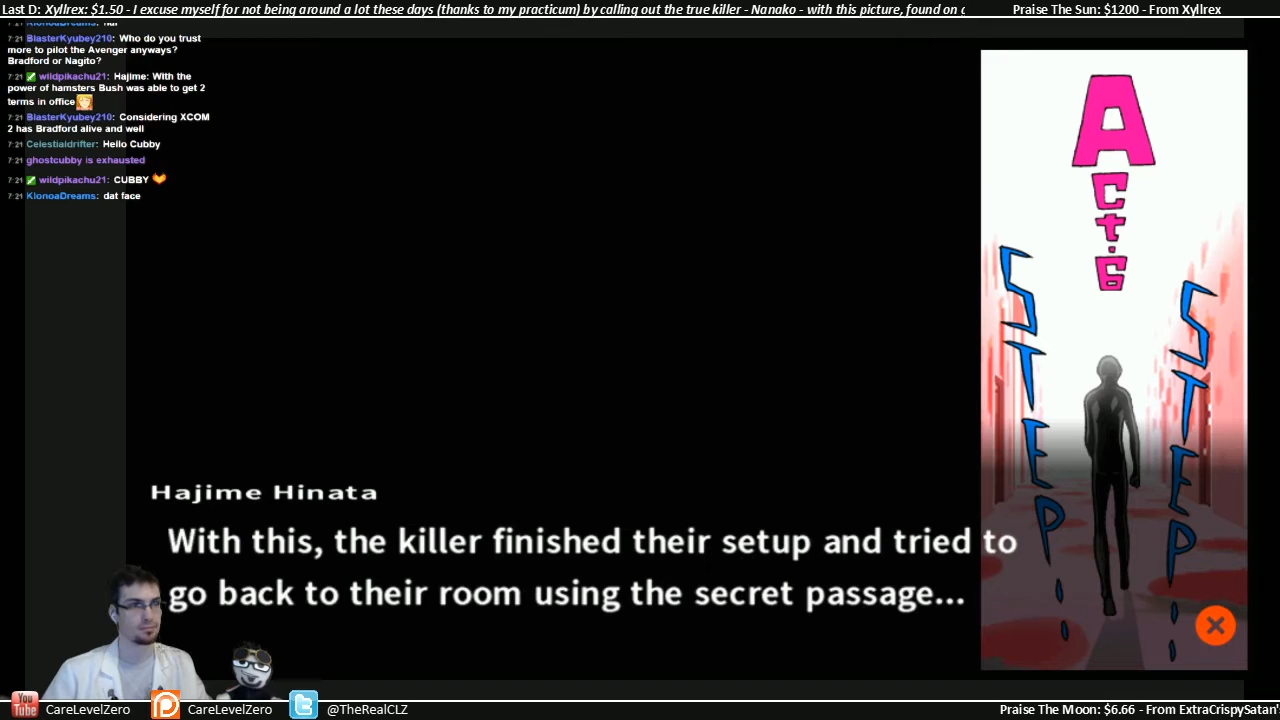 Last D: Xyllrex: $1.50 - I excuse myself for not being around a lot these days (thanks to my practicum) by calling out the true killer - Nanako - with this picture, found on
Praise The Sun: $1200 - From Xyllrex
7:21 KlonoaDreams:
7:21 BlasterKyubey210: Who do you trust
more to pilot the Avenger anyways?
Bradford or Nagito?
7:21 wildpikachu21: Hajime: With the
power of hamsters Bush was able to get 2
terms in office
7:21 BlasterKyubey210: Considering XCOM
2 has Bradford alive and well
7:21 Celestialdrifter: Hello Cubby
7:21 ghostcubby is exhausted
7:21 wildpikachu21: CUBBY
7:21 KlonoaDreams: dat face
Act.6
STEP
STEP
Hajime Hinata
With this, the killer finished their setup and tried to
go back to their room using the secret passage...
You
Tube
CareLevelZero
CareLevelZero
@TheRealCLZ
Praise The Moon: $6.66 - From ExtraCrispySatan'